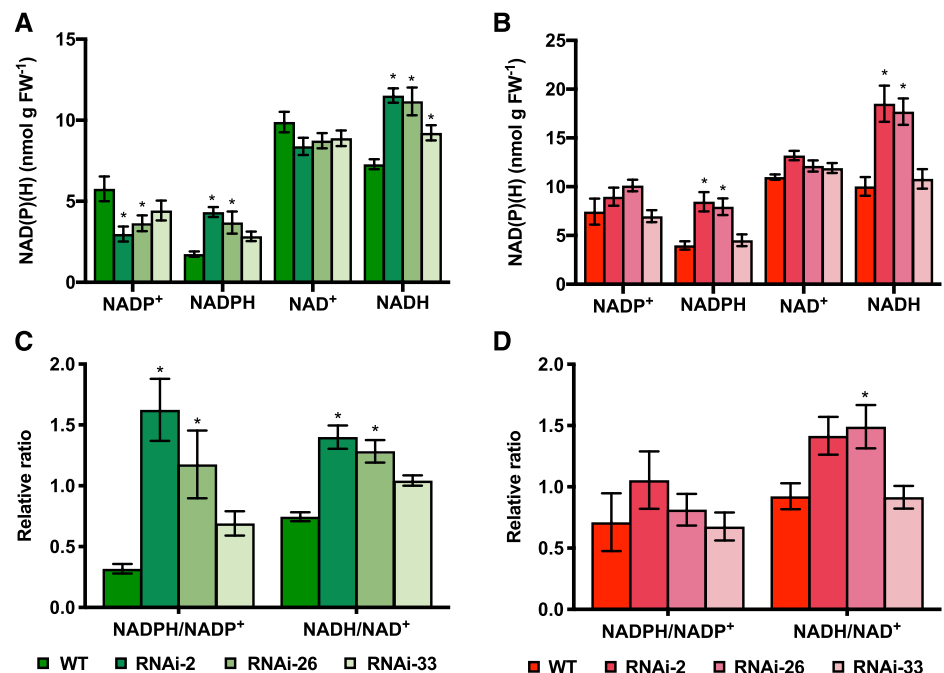 A
NAD(P)(H) (nmol g FW⁻¹)
15
10
5
0
* * * * * * *
NADP⁺ NADPH NAD⁺ NADH
B
NAD(P)(H) (nmol g FW⁻¹)
25
20
15
10
5
0
* * * *
NADP⁺ NADPH NAD⁺ NADH
C
Relative ratio
2.0
1.5
1.0
0.5
0.0
* * * *
NADPH/NADP⁺ NADH/NAD⁺
WT RNAi-2 RNAi-26 RNAi-33
D
Relative ratio
2.0
1.5
1.0
0.5
0.0
*
NADPH/NADP⁺ NADH/NAD⁺
WT RNAi-2 RNAi-26 RNAi-33